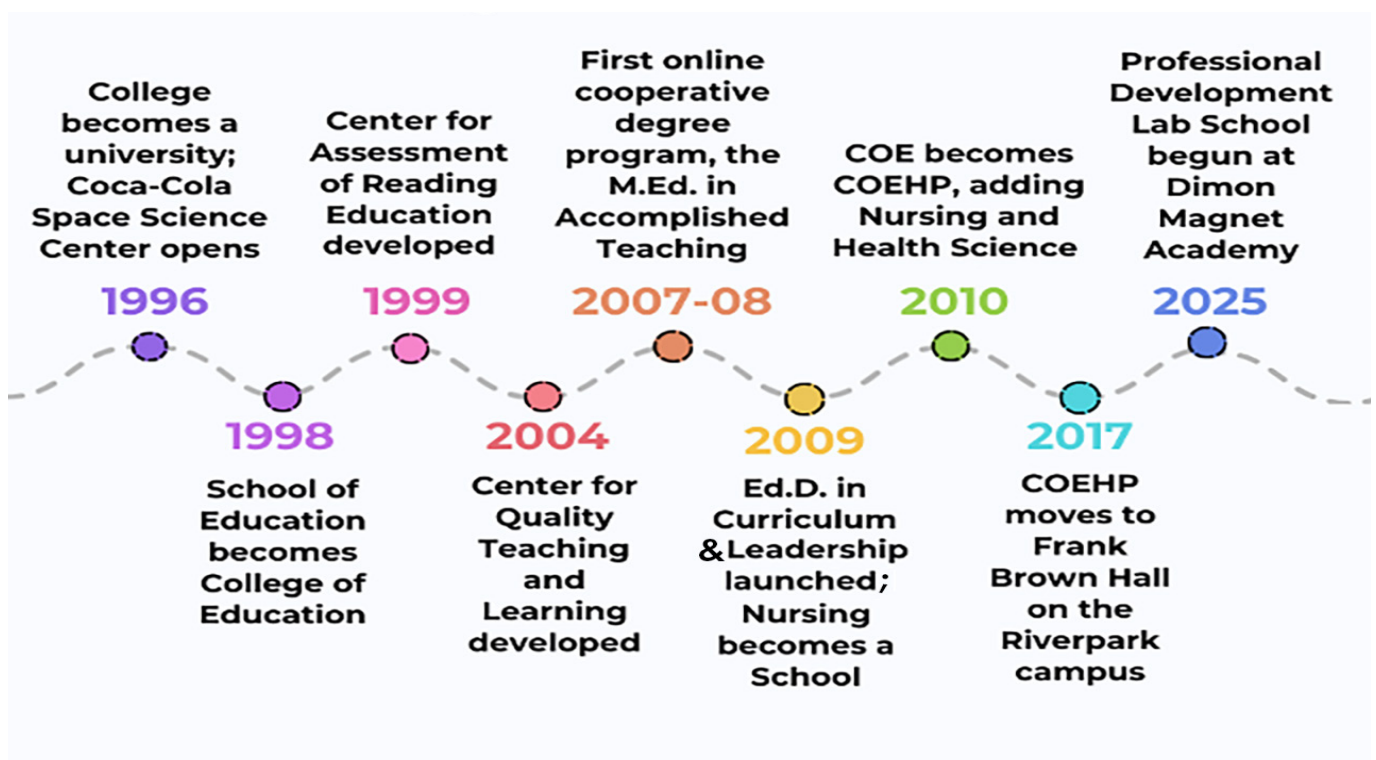 College
becomes a
university;
Coca-Cola
Space Science
Center opens
1996
1998
School of
Education
becomes
College of
Education
Center for
Assessment
of Reading
Education
developed
1999
2004
Center for
Quality
Teaching
and
Learning
developed
First online
cooperative
degree
program, the
M.Ed. in
Accomplished
Teaching
2007-08
2009
Ed.D. in
Curriculum
&Leadership
launched;
Nursing
becomes a
School
COE becomes
COEHP, adding
Nursing and
Health Science
2010
2017
COEHP
moves to
Frank
Brown Hall
on the
Riverpark
campus
Professional
Development
Lab School
begun at
Dimon
Magnet
Academy
2025